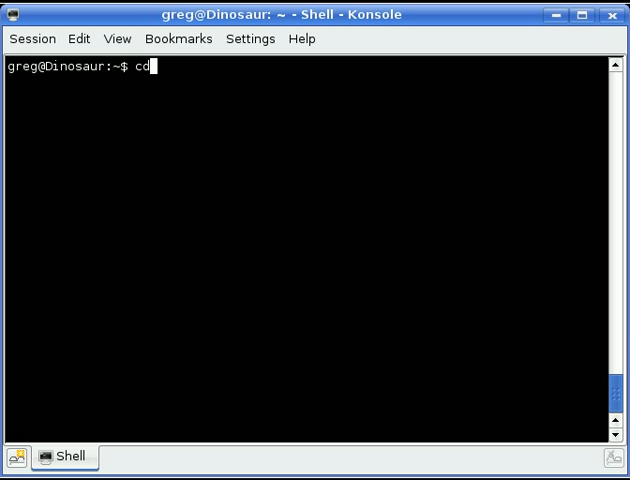 greg@Dinosaur: ~ - Shell - Konsole
Session Edit View Bookmarks Settings Help
greg@Dinosaur:~$ cd
Shell